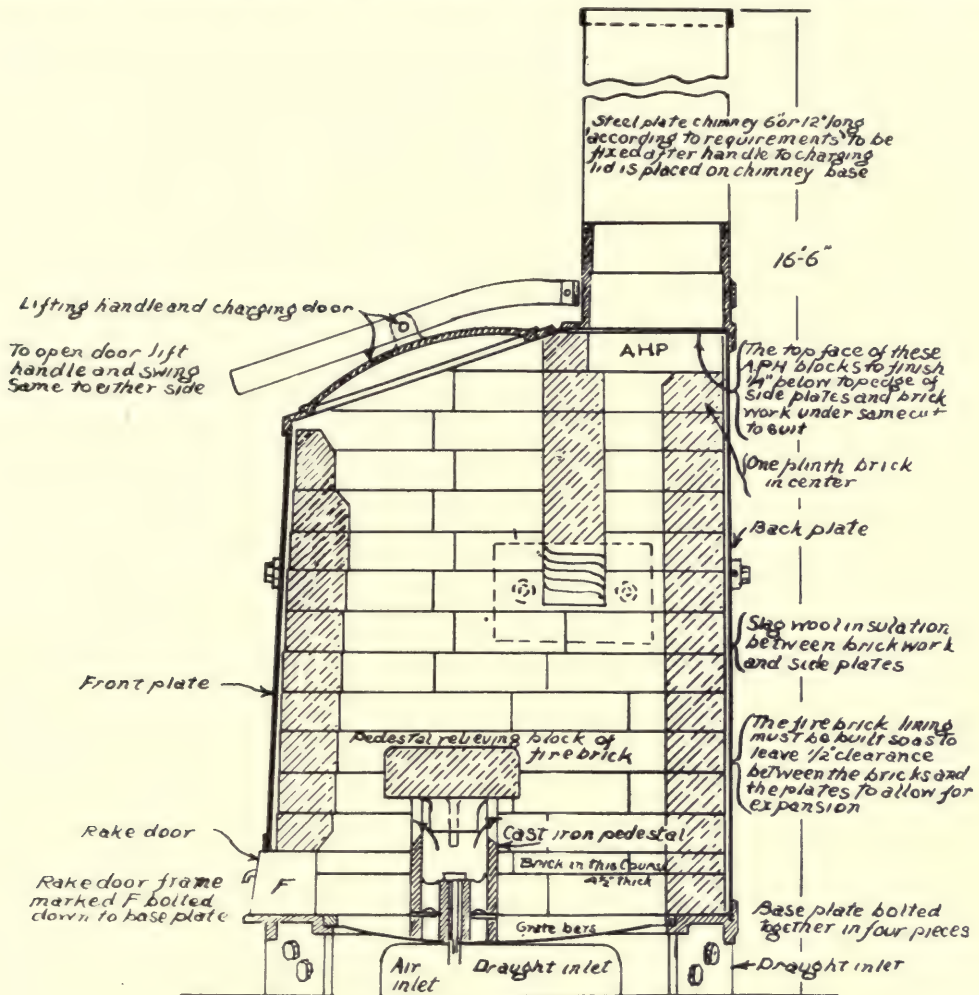 Steel plate chimney 6" or 12" long
according to requirements to be
fixed after handle to charging
lid is placed on chimney base
16'-6"
Lifting handle and charging door
To open door lift
handle and swing
Same to either side
AHP
The top face of these
APH blocks to finish
1/4" below top edge of
side plates and brick
work under same cut
to suit
One plinth brick
in center
Back plate
Slag wool insulation
between brickwork
and side plates
Front plate
The fire brick lining
must be built so as to
leave 1/2" clearance
between the bricks and
the plates to allow for
expansion
Pedestal relieving block of
fire brick
Rake door
Cast iron pedestal
Brick in this Course
4 1/2" thick
Rake door frame
marked F bolted
down to base plate
F
Grate bars
Base plate bolted
together in four pieces
Air
inlet
Draught inlet
Draught inlet